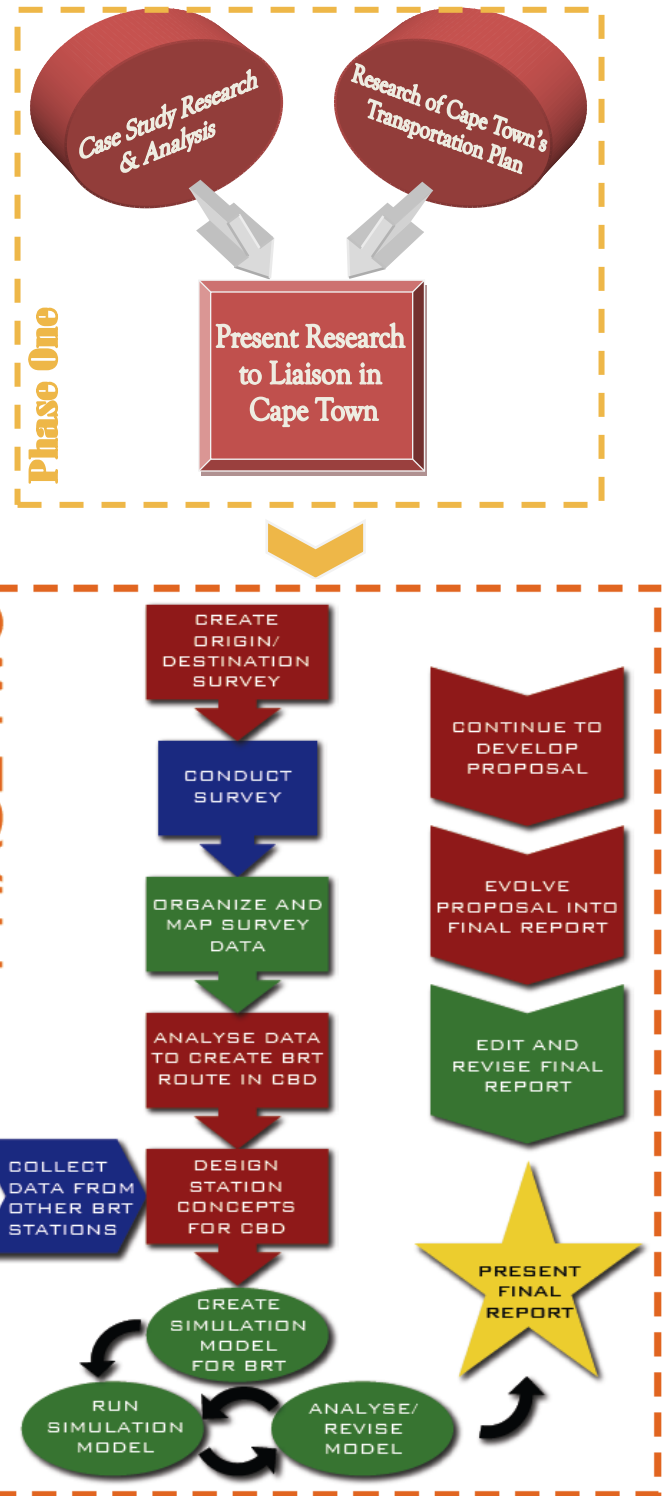 Case Study Research
& Analysis
Research of Cape Town's
Transportation Plan
Present Research
to Liaison in
Cape Town
Phase One
CREATE
ORIGIN/
DESTINATION
SURVEY
CONDUCT
SURVEY
ORGANIZE AND
MAP SURVEY
DATA
ANALYSE DATA
TO CREATE BRT
ROUTE IN CBD
COLLECT
DATA FROM
OTHER BRT
STATIONS
DESIGN
STATION
CONCEPTS
FOR CBD
CREATE
SIMULATION
MODEL
FOR BRT
RUN
SIMULATION
MODEL
ANALYSE/
REVISE
MODEL
CONTINUE TO
DEVELOP
PROPOSAL
EVOLVE
PROPOSAL INTO
FINAL REPORT
EDIT AND
REVISE FINAL
REPORT
PRESENT
FINAL
REPORT